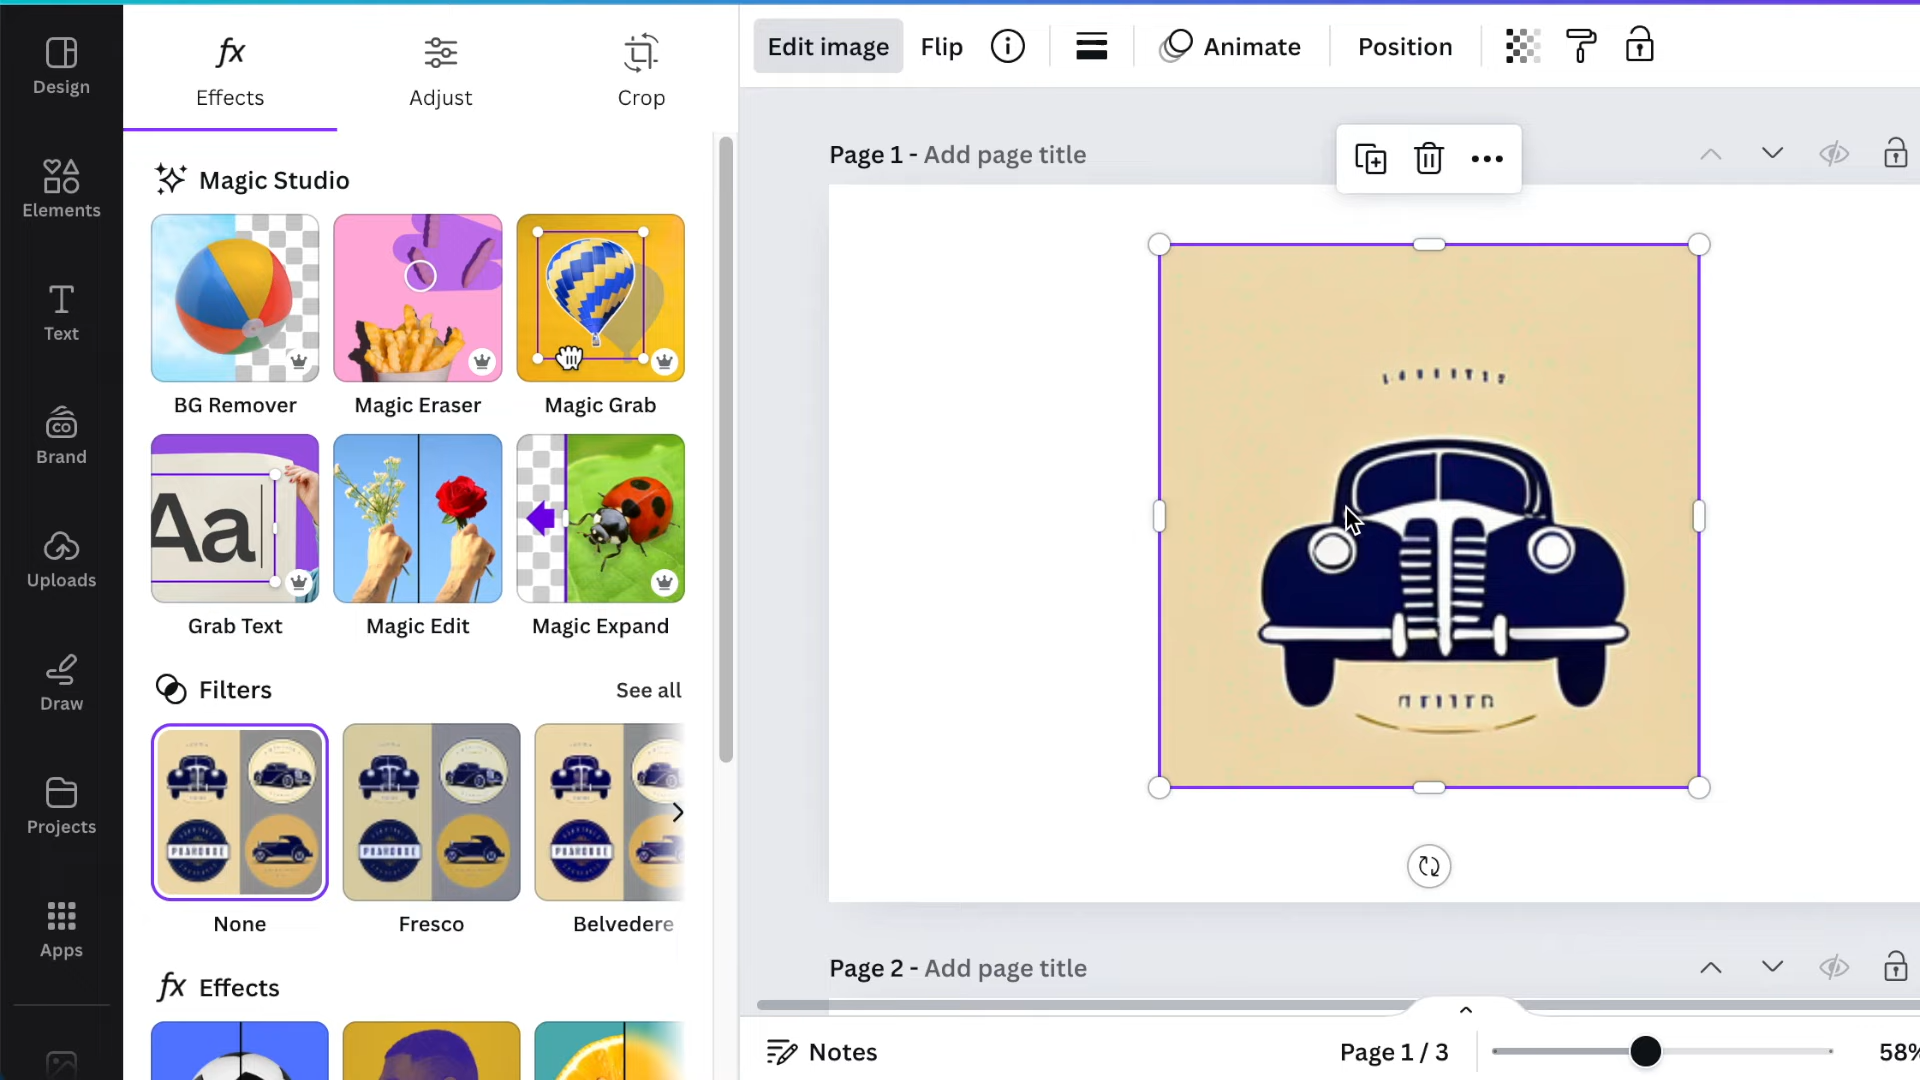 Design
Elements
Text
Brand
Uploads
Draw
Projects
Apps
Effects
Adjust
Crop
Magic Studio
BG Remover
Magic Eraser
Magic Grab
Aa
Grab Text
Magic Edit
Magic Expand
Filters
See all
None
Fresco
Belvedere
Effects
Edit image
Flip
Animate
Position
Page 1 - Add page title
Page 2 - Add page title
Notes
Page 1 / 3
58%